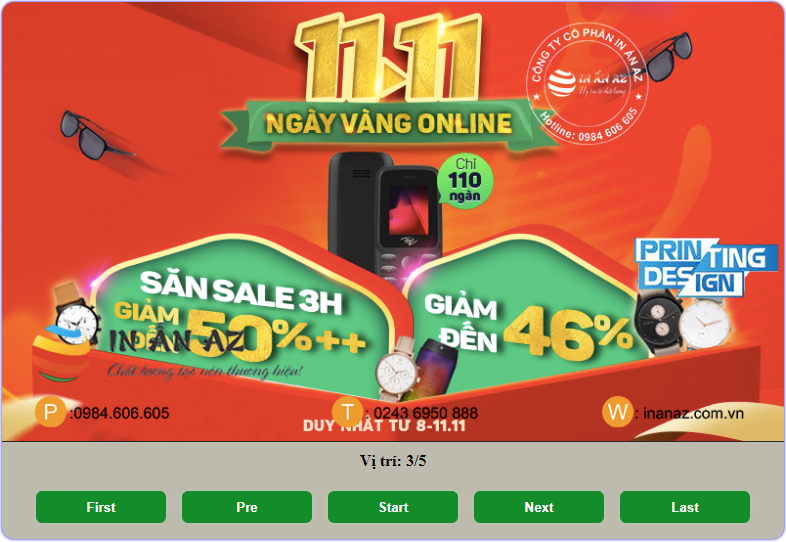 11.11
NGÀY VÀNG ONLINE
CÔNG TY CỔ PHẦN IN ẤN AZ
IN ẤN AZ
Hotline: 0984 606 605
Chỉ
110
ngàn
itel
PRINTING
DESIGN
SĂN SALE 3H
GIẢM
ĐẾN 50%++
GIẢM
ĐẾN 46%
IN ẤN AZ
Chất lượng tạo nên thương hiệu!
P :0984.606.605
T : 0243 6950 888
W : inanaz.com.vn
DUY NHẤT TỪ 8-11.11
Vị trí: 3/5
First Pre Start Next Last